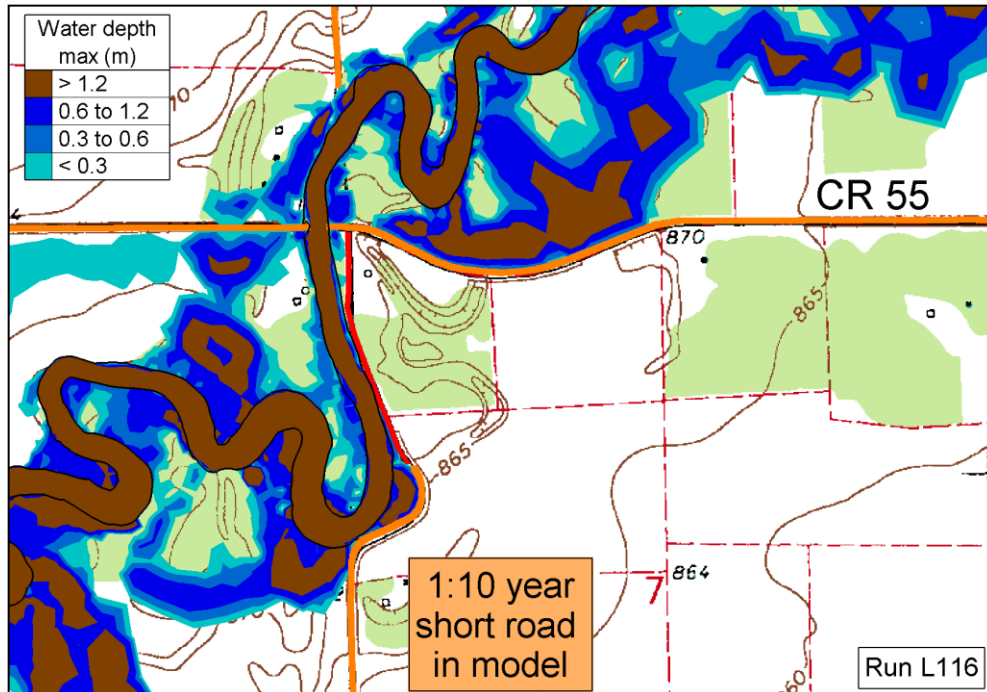 Water depth
max (m)
> 1.2
0.6 to 1.2
0.3 to 0.6
< 0.3
CR 55
870
865
865
864
7
1:10 year
short road
in model
Run L116